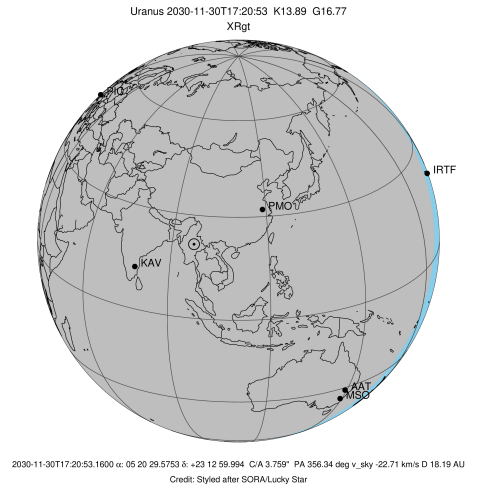 Uranus 2030-11-30T17:20:53 K13.89 G16.77
XRgt
PIC
IRTF
PMO
KAV
AAT
MSO
2030-11-30T17:20:53.1600 α: 05 20 29.5753 δ: +23 12 59.994 C/A 3.759" PA 356.34 deg v_sky -22.71 km/s D 18.19 AU
Credit: Styled after SORA/Lucky Star